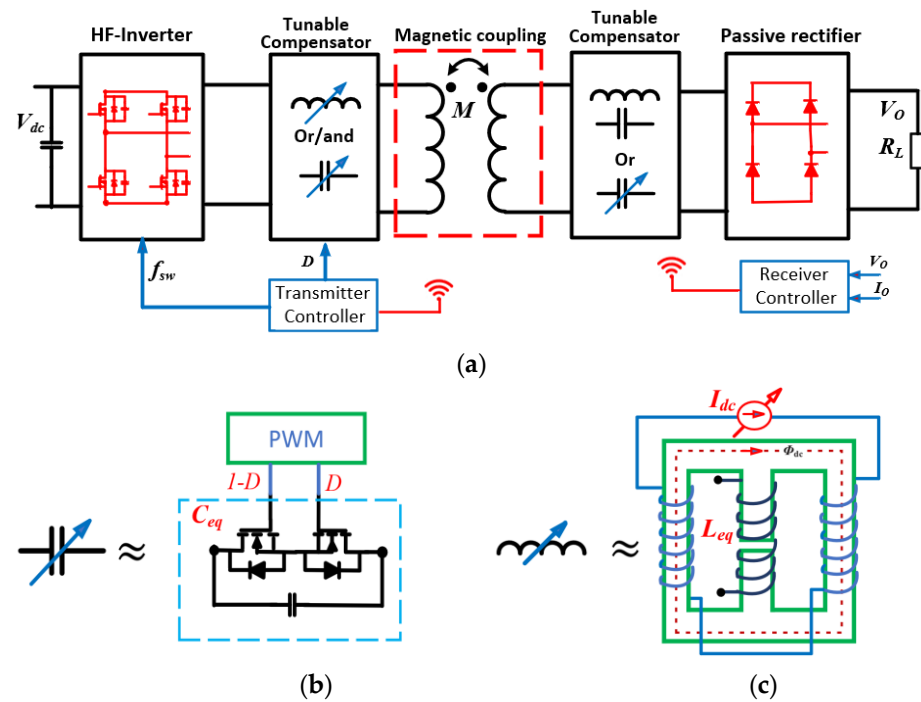 HF-Inverter
Tunable
Compensator
Magnetic coupling
Tunable
Compensator
Passive rectifier
V_dc
Or/and
M
Or
V_O
R_L
f_sw
D
Transmitter
Controller
Receiver
Controller
V_O
I_O
(a)
PWM
1-D
D
C_eq
≈
(b)
I_dc
Φ_dc
L_eq
≈
(c)